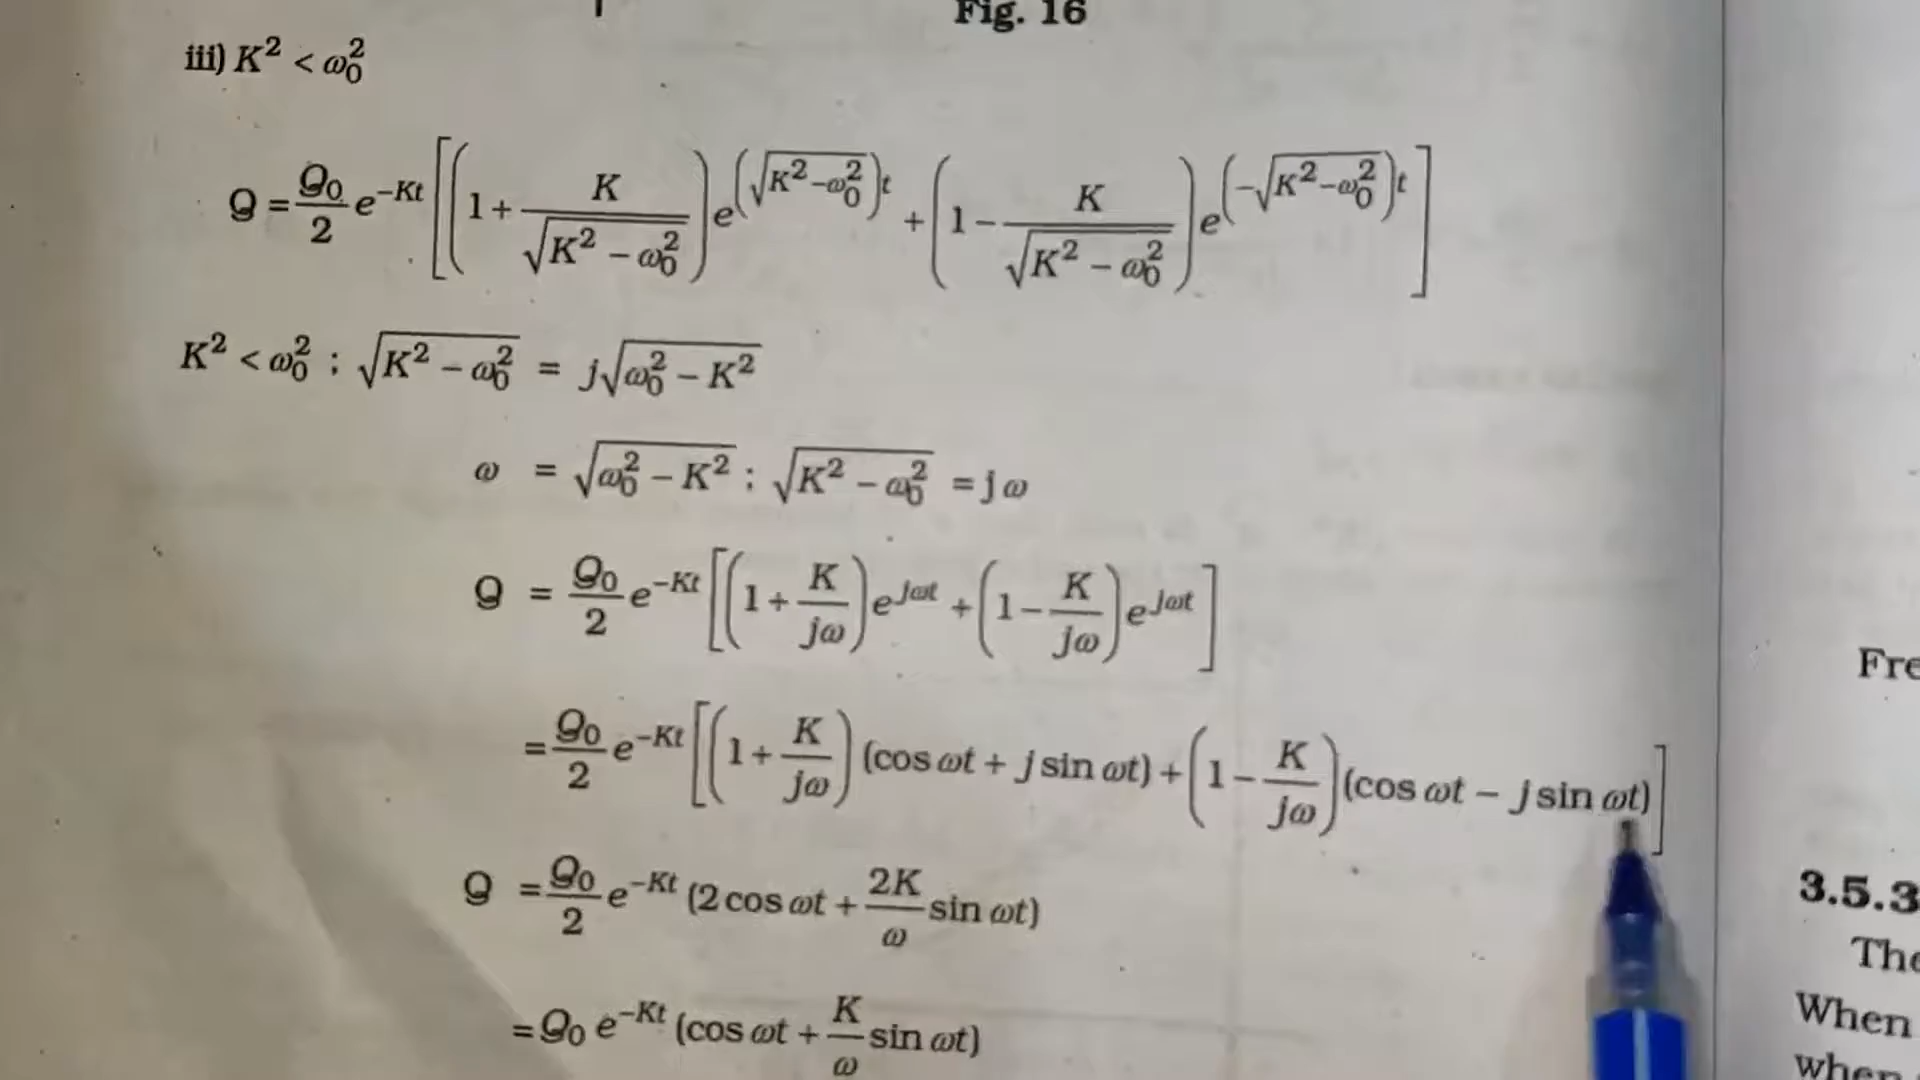 Fig. 16
iii) K² < ω₀²
Q = Q₀/2 e^(−Kt) [(1 + K/√(K² − ω₀²)) e^((√(K²−ω₀²))t) + (1 − K/√(K² − ω₀²)) e^((−√(K²−ω₀²))t)]
K² < ω₀² ; √(K² − ω₀²) = j√(ω₀² − K²)
ω = √(ω₀² − K²) ; √(K² − ω₀²) = jω
Q = Q₀/2 e^(−Kt) [(1 + K/jω) e^(jωt) + (1 − K/jω) e^(jωt)]
= Q₀/2 e^(−Kt) [(1 + K/jω) (cos ωt + j sin ωt) + (1 − K/jω) (cos ωt − j sin ωt)]
Q = Q₀/2 e^(−Kt) (2 cos ωt + 2K/ω sin ωt)
= Q₀ e^(−Kt) (cos ωt + K/ω sin ωt)
Fre
3.5.3
The
When
when